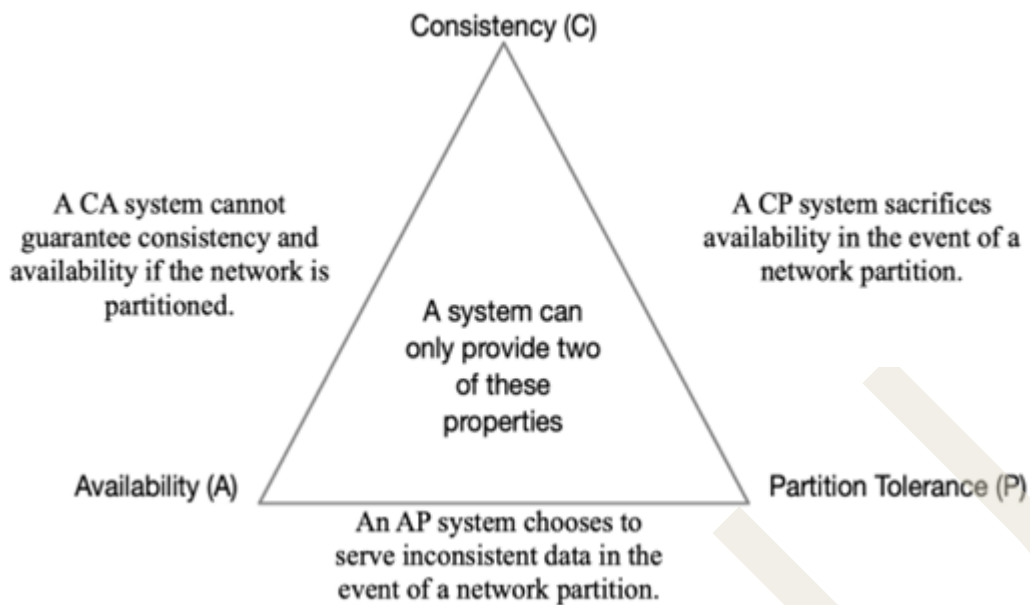 Consistency (C)
A CA system cannot
guarantee consistency and
availability if the network is
partitioned.
A CP system sacrifices
availability in the event of a
network partition.
A system can
only provide two
of these
properties
Availability (A)
Partition Tolerance (P)
An AP system chooses to
serve inconsistent data in the
event of a network partition.